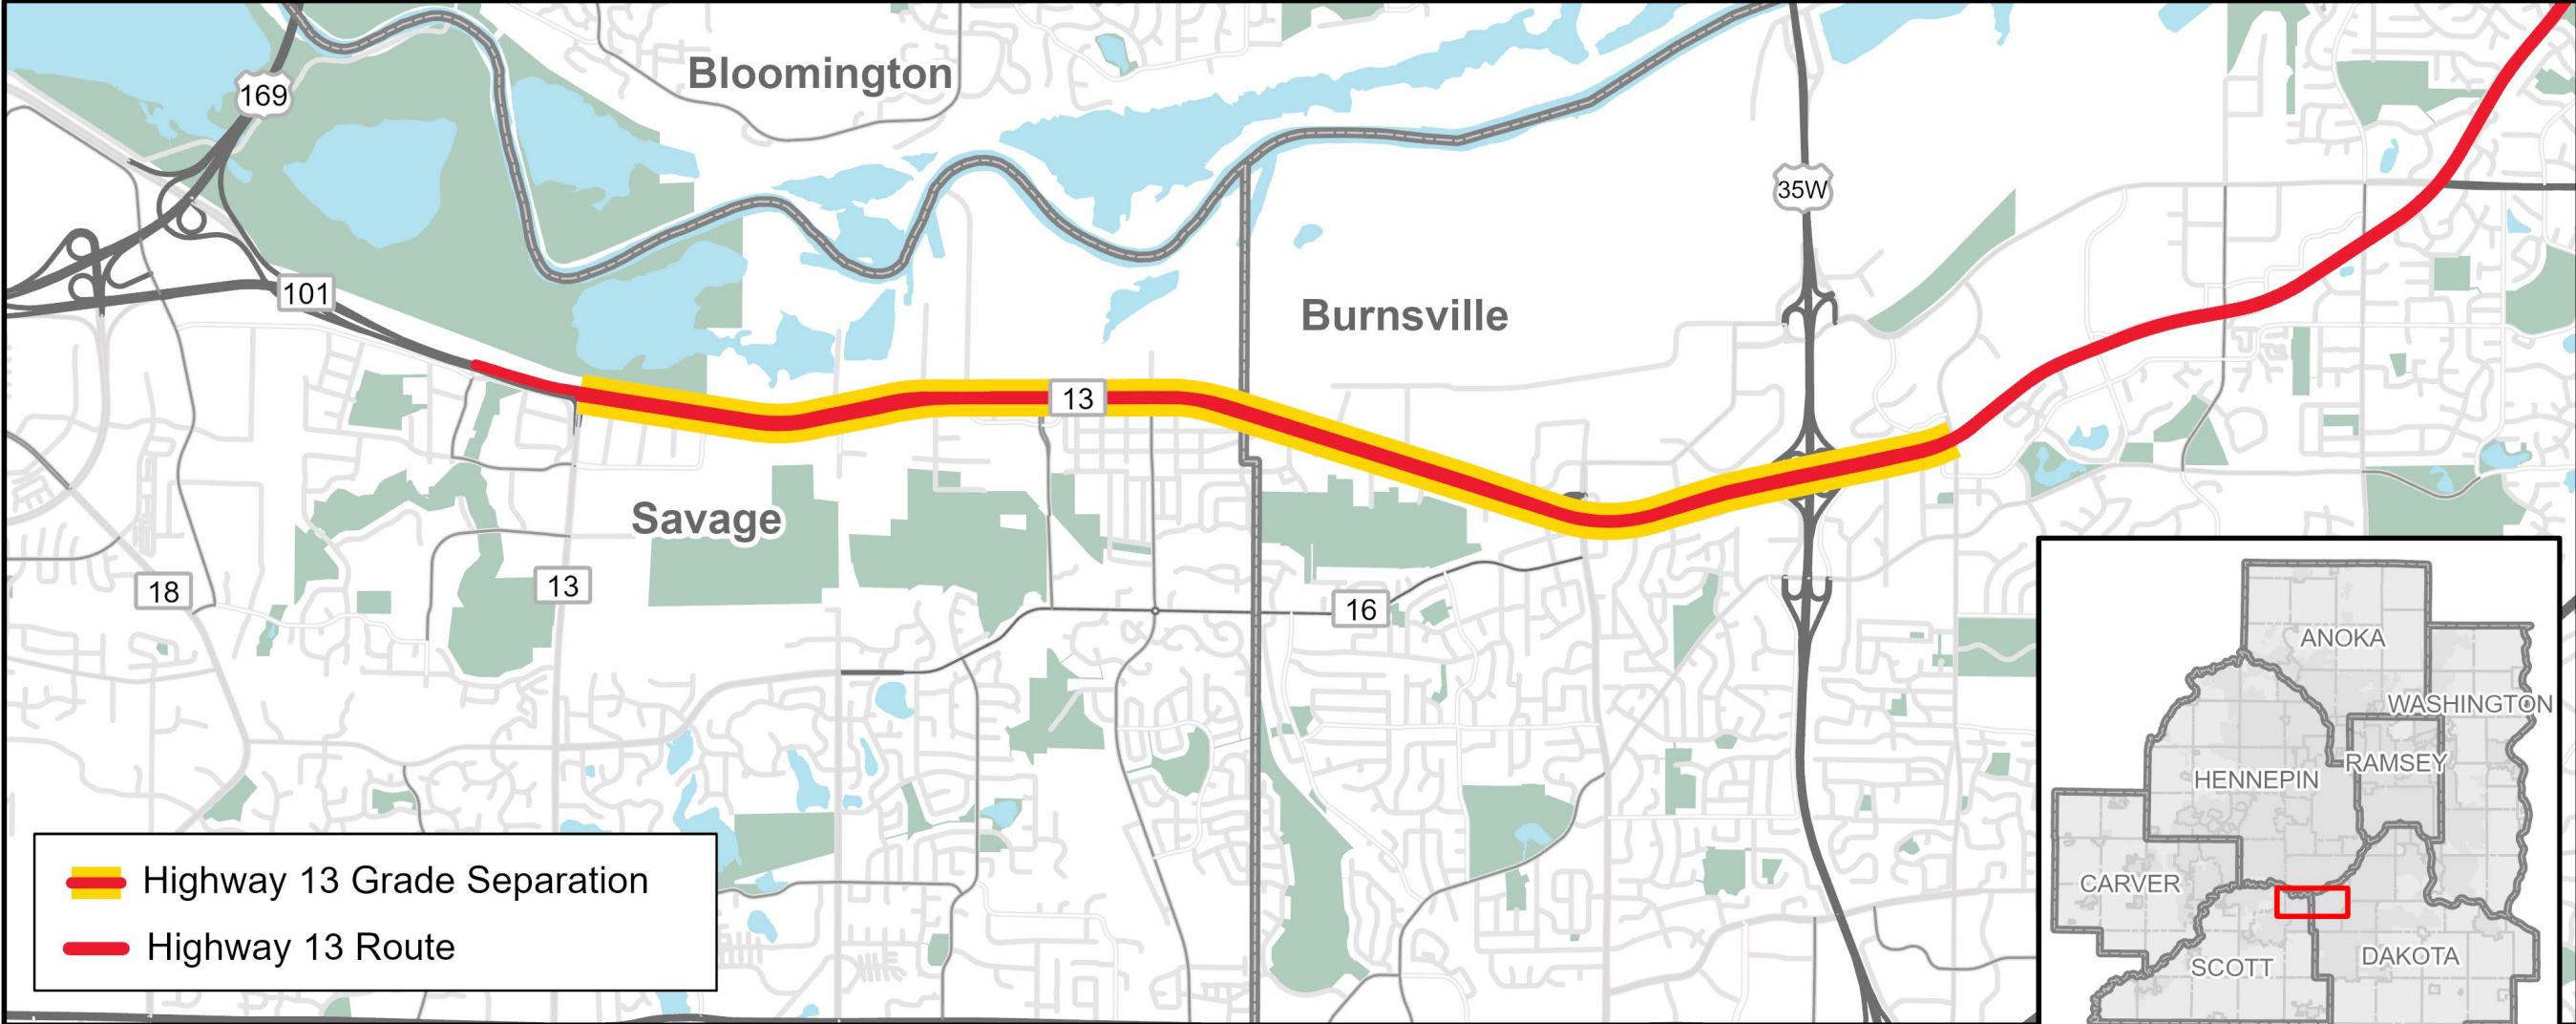 Bloomington
169
35W
101
Burnsville
13
Savage
18
13
16
Highway 13 Grade Separation
Highway 13 Route
ANOKA
WASHINGTON
RAMSEY
HENNEPIN
CARVER
DAKOTA
SCOTT